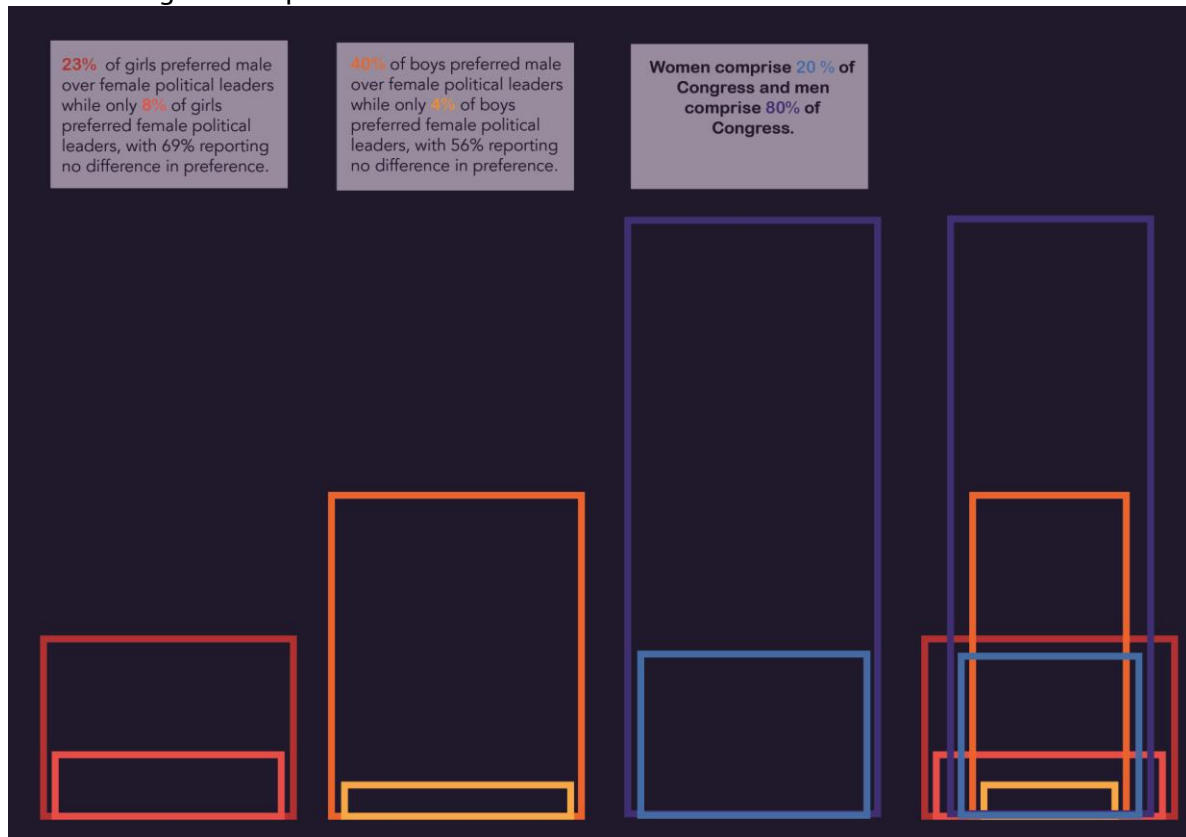 23% of girls preferred male
over female political leaders
while only 8% of girls
preferred female political
leaders, with 69% reporting
no difference in preference.
40% of boys preferred male
over female political leaders
while only 4% of boys
preferred female political
leaders, with 56% reporting
no difference in preference.
Women comprise 20 % of
Congress and men
comprise 80% of
Congress.